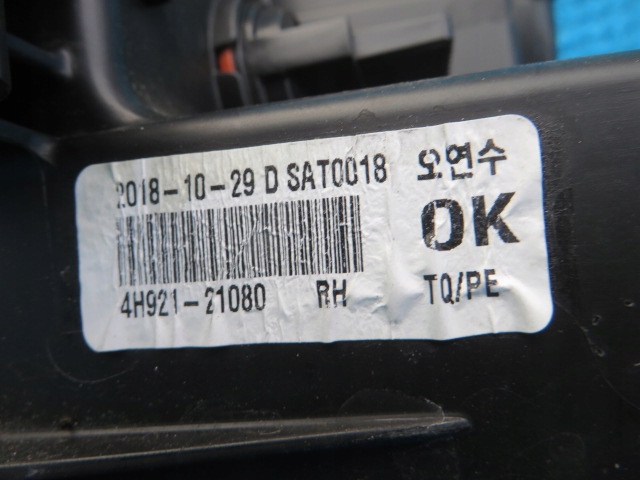 2018-10-29 D SAT0018
오연수
OK
4H921-21080 RH
TQ/PE